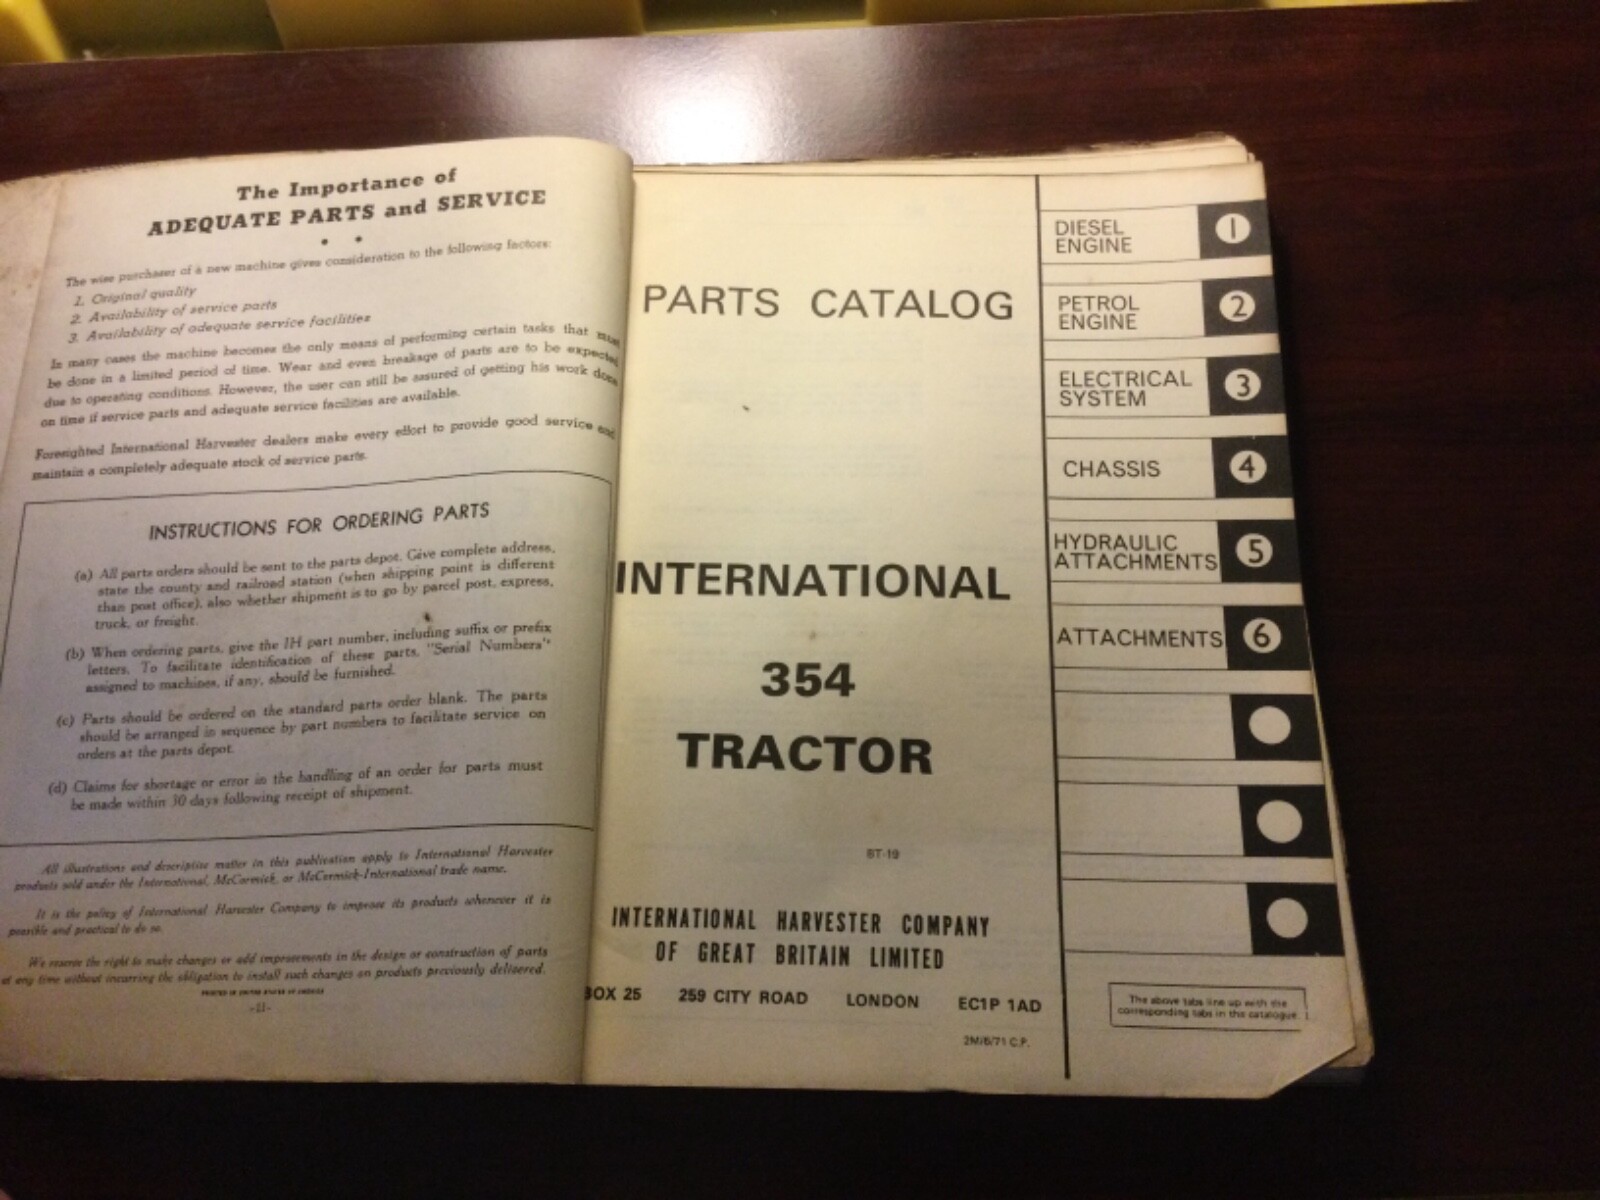 The Importance of
ADEQUATE PARTS and SERVICE
The wise purchaser of a new machine gives consideration to the following factors:
1. Original quality
2. Availability of service parts
3. Availability of adequate service facilities
In many cases the machine becomes the only means of performing certain tasks that must
be done in a limited period of time. Wear and even breakage of parts are to be expected
due to operating conditions. However, the user can still be assured of getting his work done
on time if service parts and adequate service facilities are available.
Foresighted International Harvester dealers make every effort to provide good service and
maintain a completely adequate stock of service parts.
INSTRUCTIONS FOR ORDERING PARTS
(a) All parts orders should be sent to the parts depot. Give complete address,
state the county and railroad station (when shipping point is different
than post office), also whether shipment is to go by parcel post, express,
truck, or freight.
(b) When ordering parts, give the IH part number, including suffix or prefix
letters. To facilitate identification of these parts, "Serial Numbers"
assigned to machines, if any, should be furnished.
(c) Parts should be ordered on the standard parts order blank. The parts
should be arranged in sequence by part numbers to facilitate service on
orders at the parts depot.
(d) Claims for shortage or error in the handling of an order for parts must
be made within 30 days following receipt of shipment.
All illustrations and descriptive matter in this publication apply to International Harvester
products sold under the International, McCormick, or McCormick-International trade name.
It is the policy of International Harvester Company to improve its products whenever it is
possible and practical to do so.
We reserve the right to make changes or add improvements in the design or construction of parts
at any time without incurring the obligation to install such changes on products previously delivered.
PRINTED IN UNITED STATES OF AMERICA
-11-
PARTS CATALOG
INTERNATIONAL
354
TRACTOR
BT-19
INTERNATIONAL HARVESTER COMPANY
OF GREAT BRITAIN LIMITED
BOX 25 259 CITY ROAD LONDON EC1P 1AD
2M/6/71 C.P.
DIESEL
ENGINE 1
PETROL
ENGINE 2
ELECTRICAL
SYSTEM 3
CHASSIS 4
HYDRAULIC
ATTACHMENTS 5
ATTACHMENTS 6
The above tabs line up with the
corresponding tabs in the catalogue.